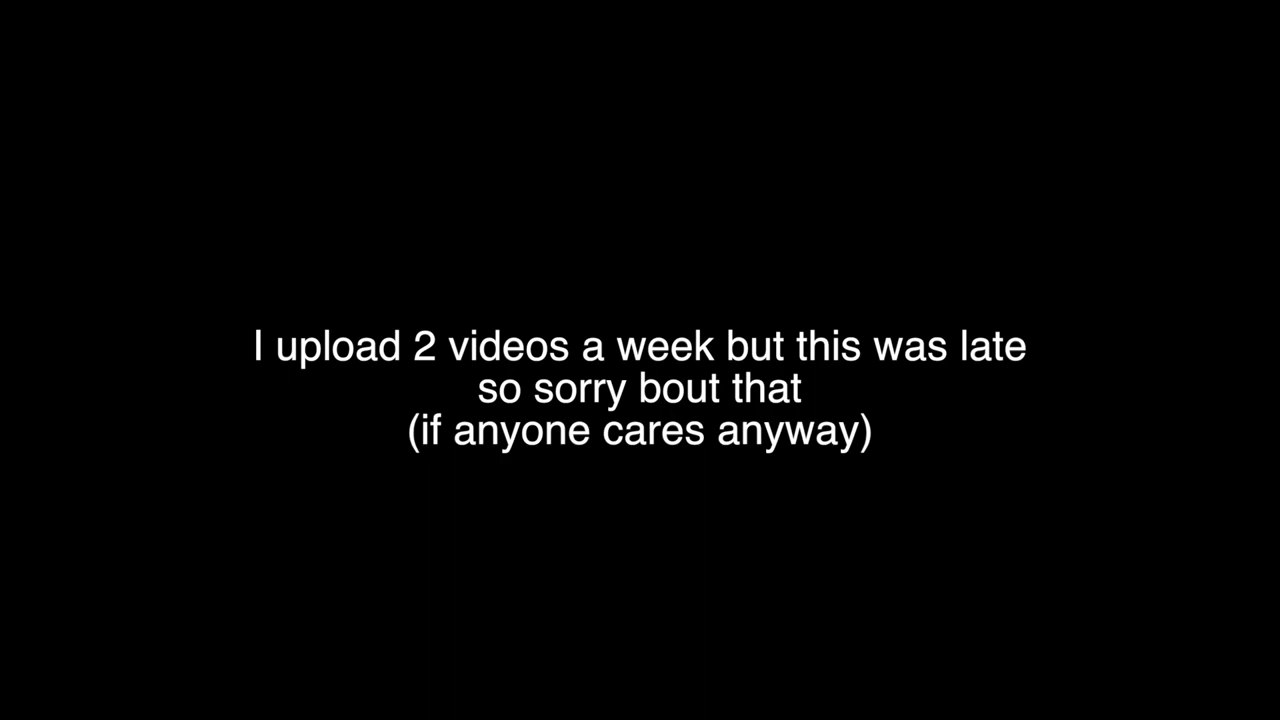 I upload 2 videos a week but this was late
so sorry bout that
(if anyone cares anyway)